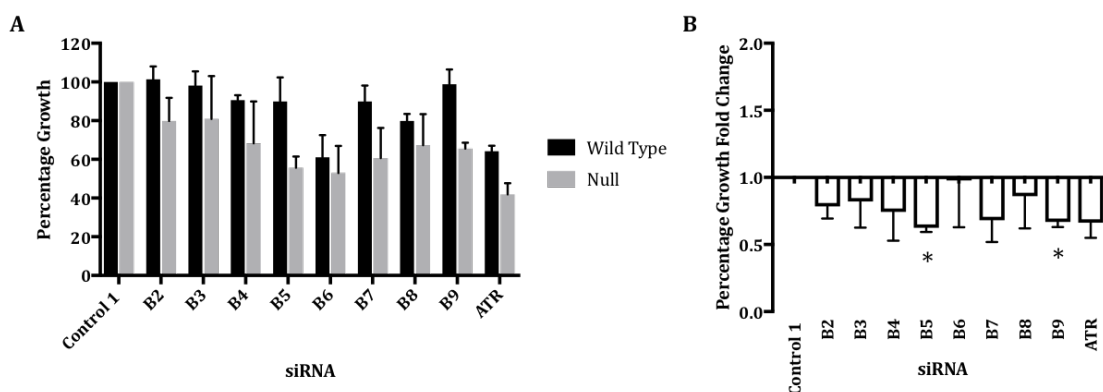 A
120
100
80
60
40
20
0
Percentage Growth
Control 1
B2
B3
B4
B5
B6
B7
B8
B9
ATR
siRNA
Wild Type
Null
B
2.0
1.5
1.0
0.5
0.0
Percentage Growth Fold Change
*
*
Control 1
B2
B3
B4
B5
B6
B7
B8
B9
ATR
siRNA